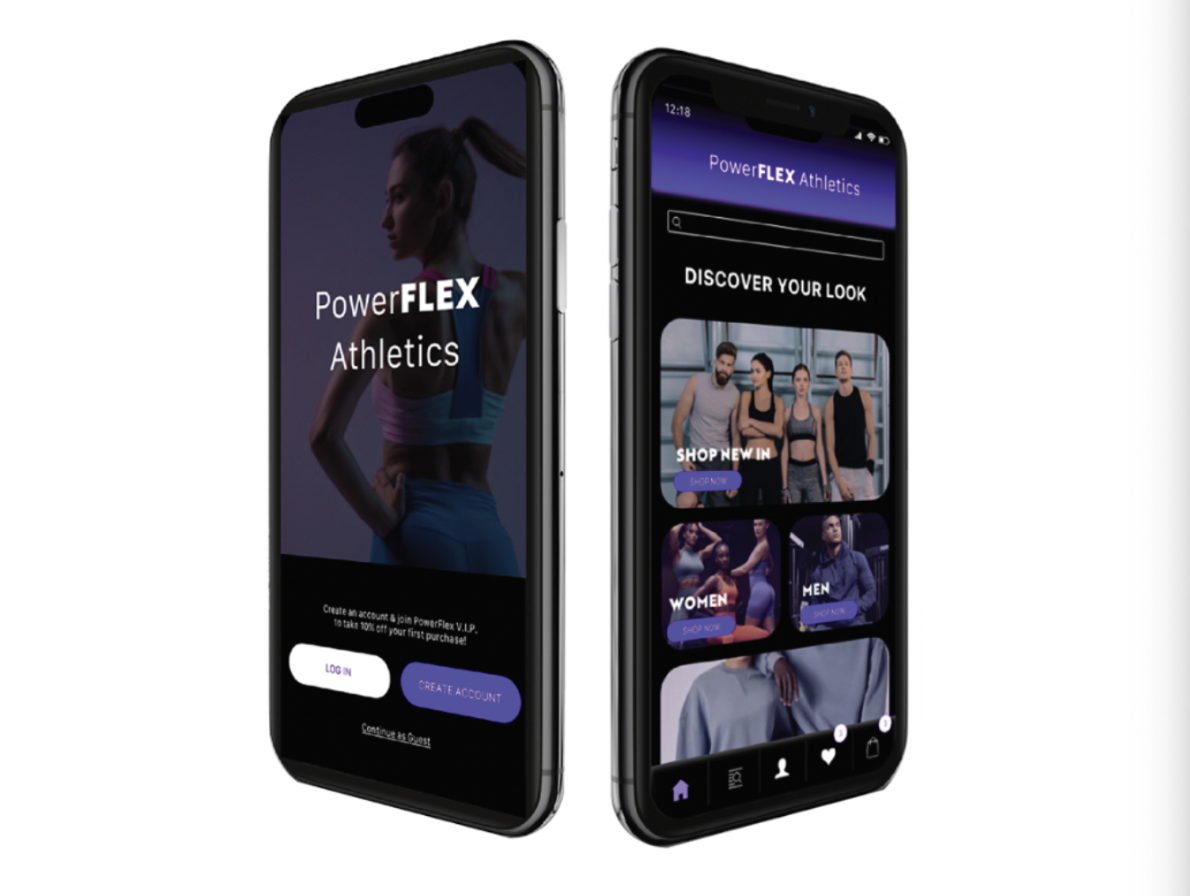 PowerFLEX
Athletics
Create an account & join PowerFlex V.I.P.
to take 10% off your first purchase!
LOG IN
CREATE ACCOUNT
Continue as Guest
12:18
PowerFLEX Athletics
DISCOVER YOUR LOOK
SHOP NEW IN
SHOP NOW
WOMEN
SHOP NOW
MEN
SHOP NOW